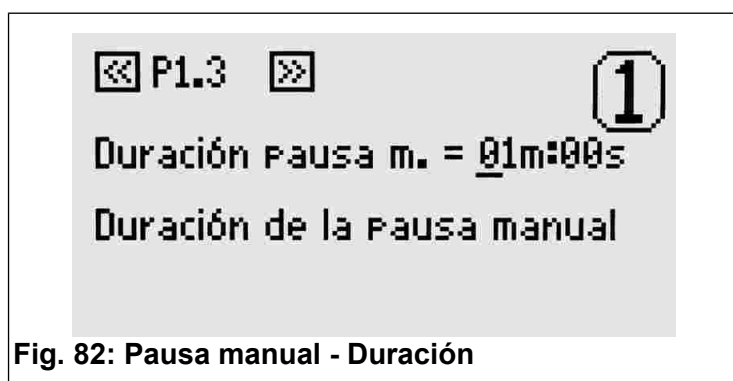 << P1.3 >> 1
Duración pausa m. = 01m:00s
Duración de la pausa manual
Fig. 82: Pausa manual - Duración